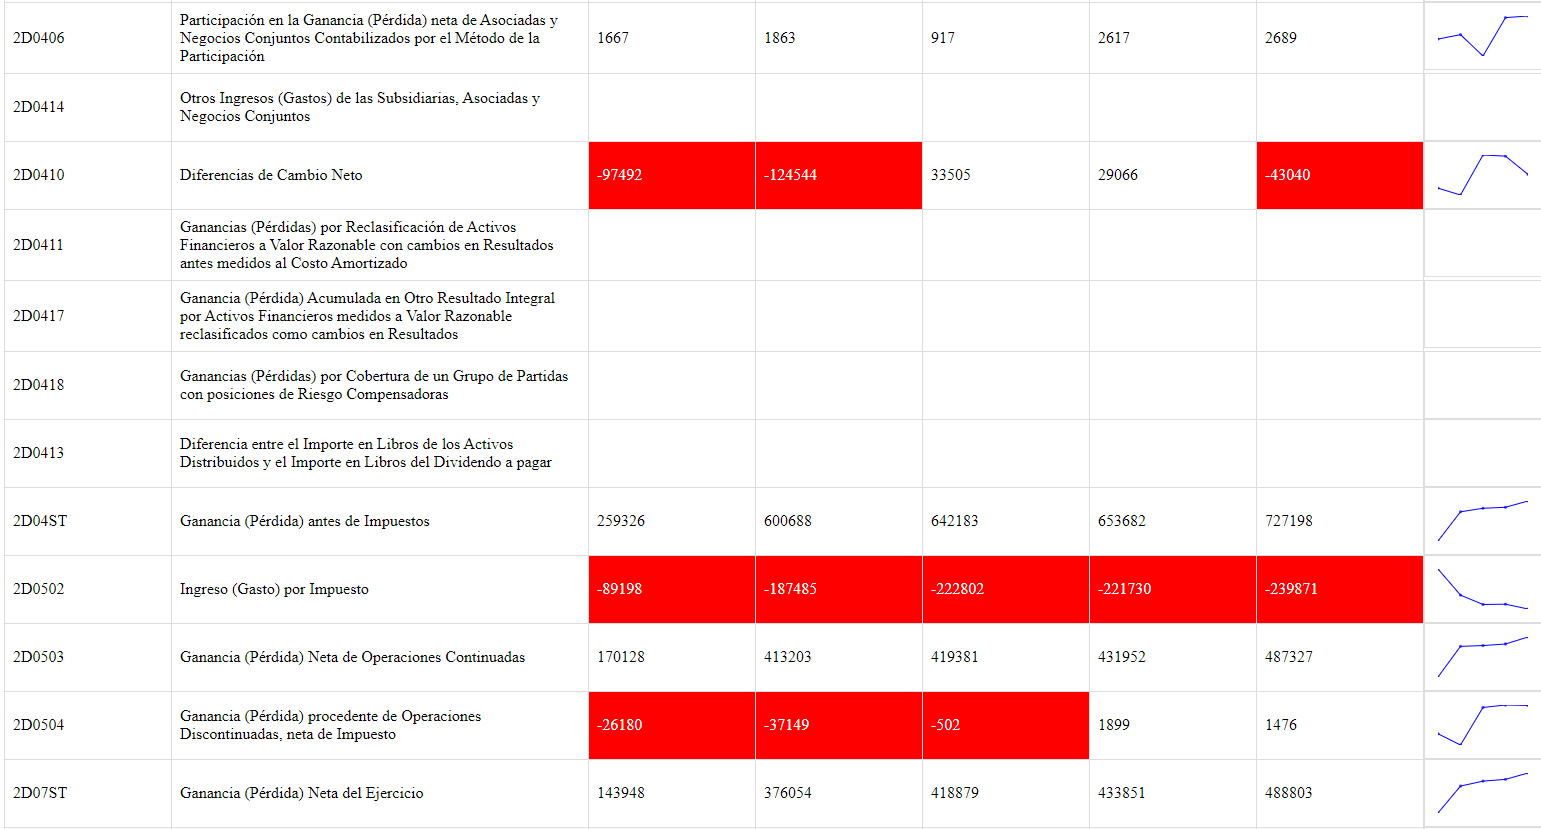 2D0406 Participación en la Ganancia (Pérdida) neta de Asociadas y
Negocios Conjuntos Contabilizados por el Método de la
Participación 1667 1863 917 2617 2689
2D0414 Otros Ingresos (Gastos) de las Subsidiarias, Asociadas y
Negocios Conjuntos
2D0410 Diferencias de Cambio Neto -97492 -124544 33505 29066 -43040
2D0411 Ganancias (Pérdidas) por Reclasificación de Activos
Financieros a Valor Razonable con cambios en Resultados
antes medidos al Costo Amortizado
2D0417 Ganancia (Pérdida) Acumulada en Otro Resultado Integral
por Activos Financieros medidos a Valor Razonable
reclasificados como cambios en Resultados
2D0418 Ganancias (Pérdidas) por Cobertura de un Grupo de Partidas
con posiciones de Riesgo Compensadoras
2D0413 Diferencia entre el Importe en Libros de los Activos
Distribuidos y el Importe en Libros del Dividendo a pagar
2D04ST Ganancia (Pérdida) antes de Impuestos 259326 600688 642183 653682 727198
2D0502 Ingreso (Gasto) por Impuesto -89198 -187485 -222802 -221730 -239871
2D0503 Ganancia (Pérdida) Neta de Operaciones Continuadas 170128 413203 419381 431952 487327
2D0504 Ganancia (Pérdida) procedente de Operaciones
Discontinuadas, neta de Impuesto -26180 -37149 -502 1899 1476
2D07ST Ganancia (Pérdida) Neta del Ejercicio 143948 376054 418879 433851 488803